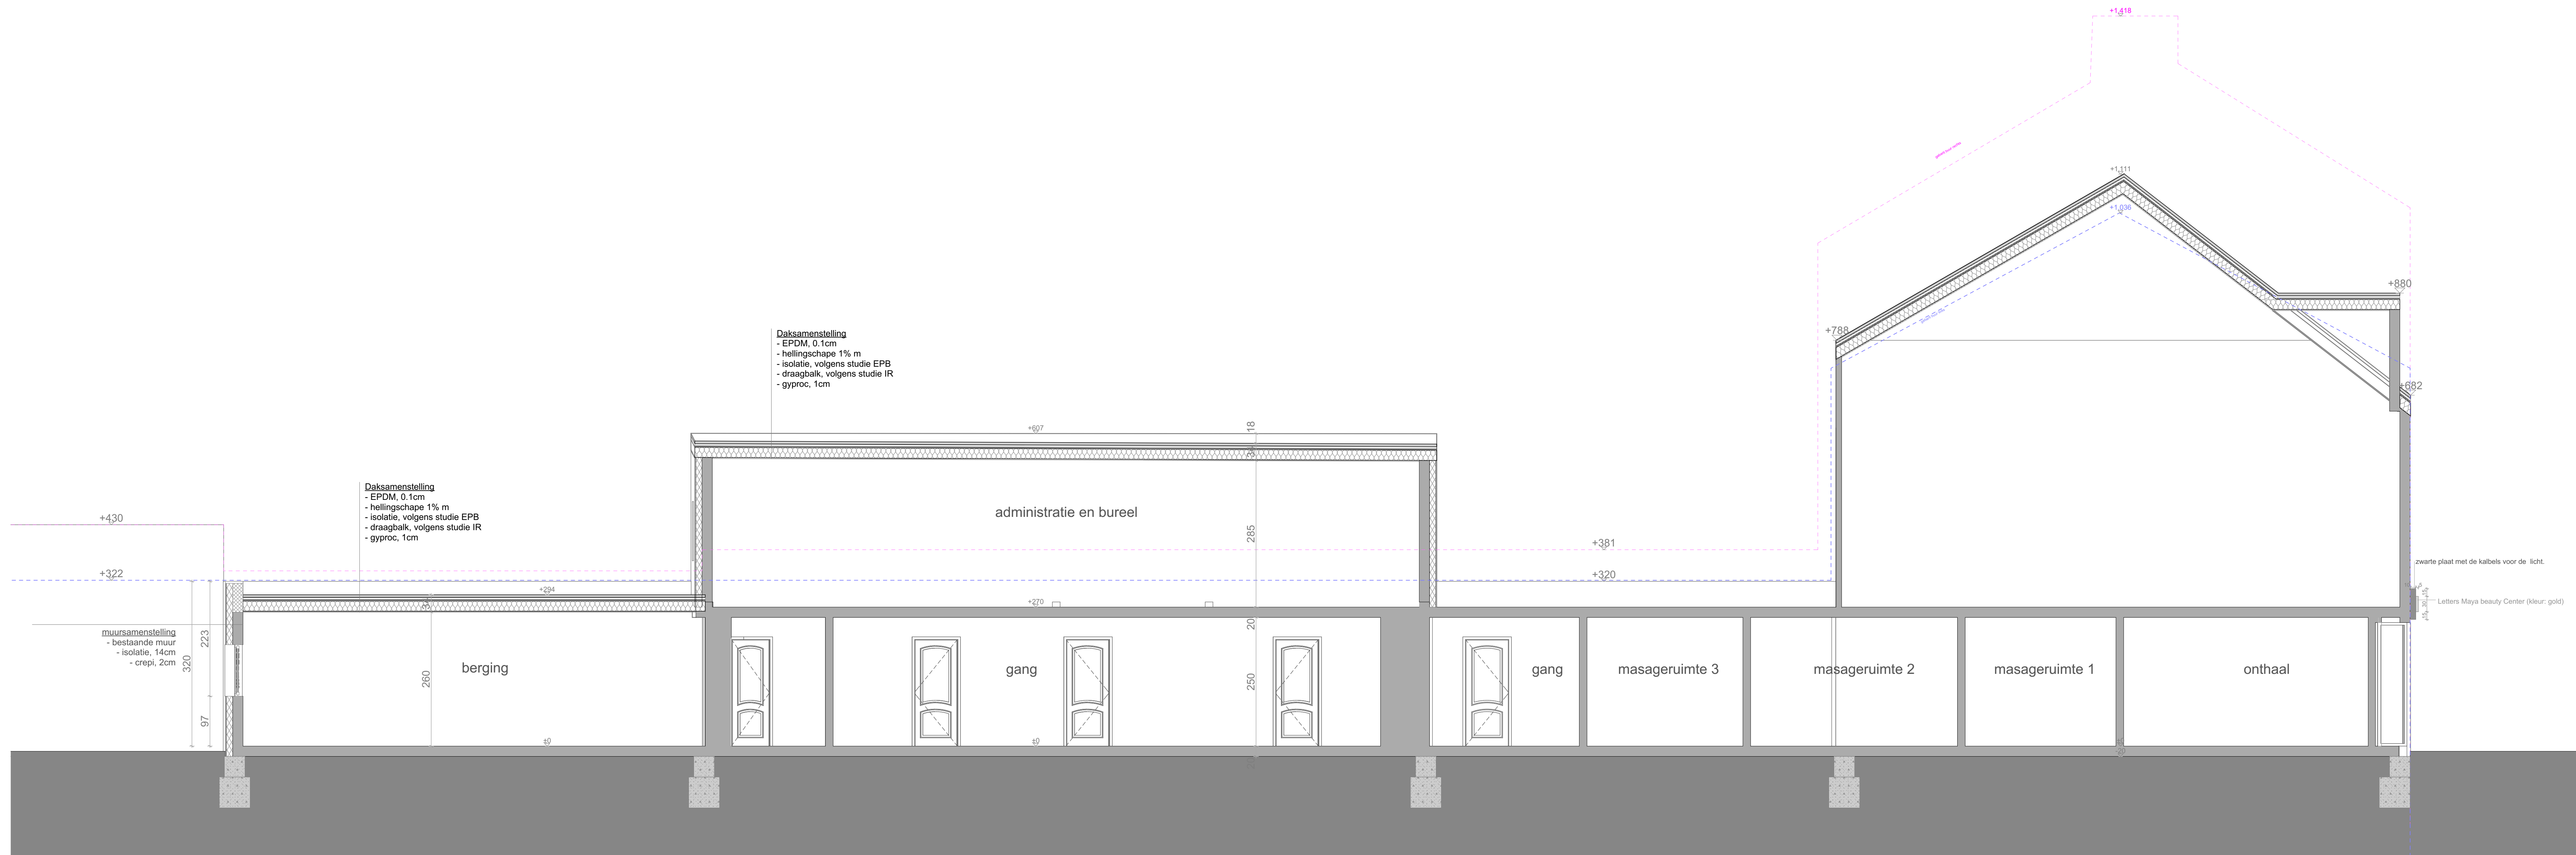 +1,418
+1,111
+1,036
+880
+788
+682
Daksamenstelling
- EPDM, 0.1cm
- hellingschape 1% m
- isolatie, volgens studie EPB
- draagbalk, volgens studie IR
- gyproc, 1cm
+607
18
Daksamenstelling
- EPDM, 0.1cm
- hellingschape 1% m
- isolatie, volgens studie EPB
- draagbalk, volgens studie IR
- gyproc, 1cm
+430
administratie en bureel
285
+381
+322
+320
zwarte plaat met de kalbels voor de licht.
+294
+270
Letters Maya beauty Center (kleur: gold)
20
muursamenstelling
- bestaande muur
- isolatie, 14cm
- crepi, 2cm
320
223
97
260
berging
gang
250
gang
masageruimte 3
masageruimte 2
masageruimte 1
onthaal
±0
±0
-20